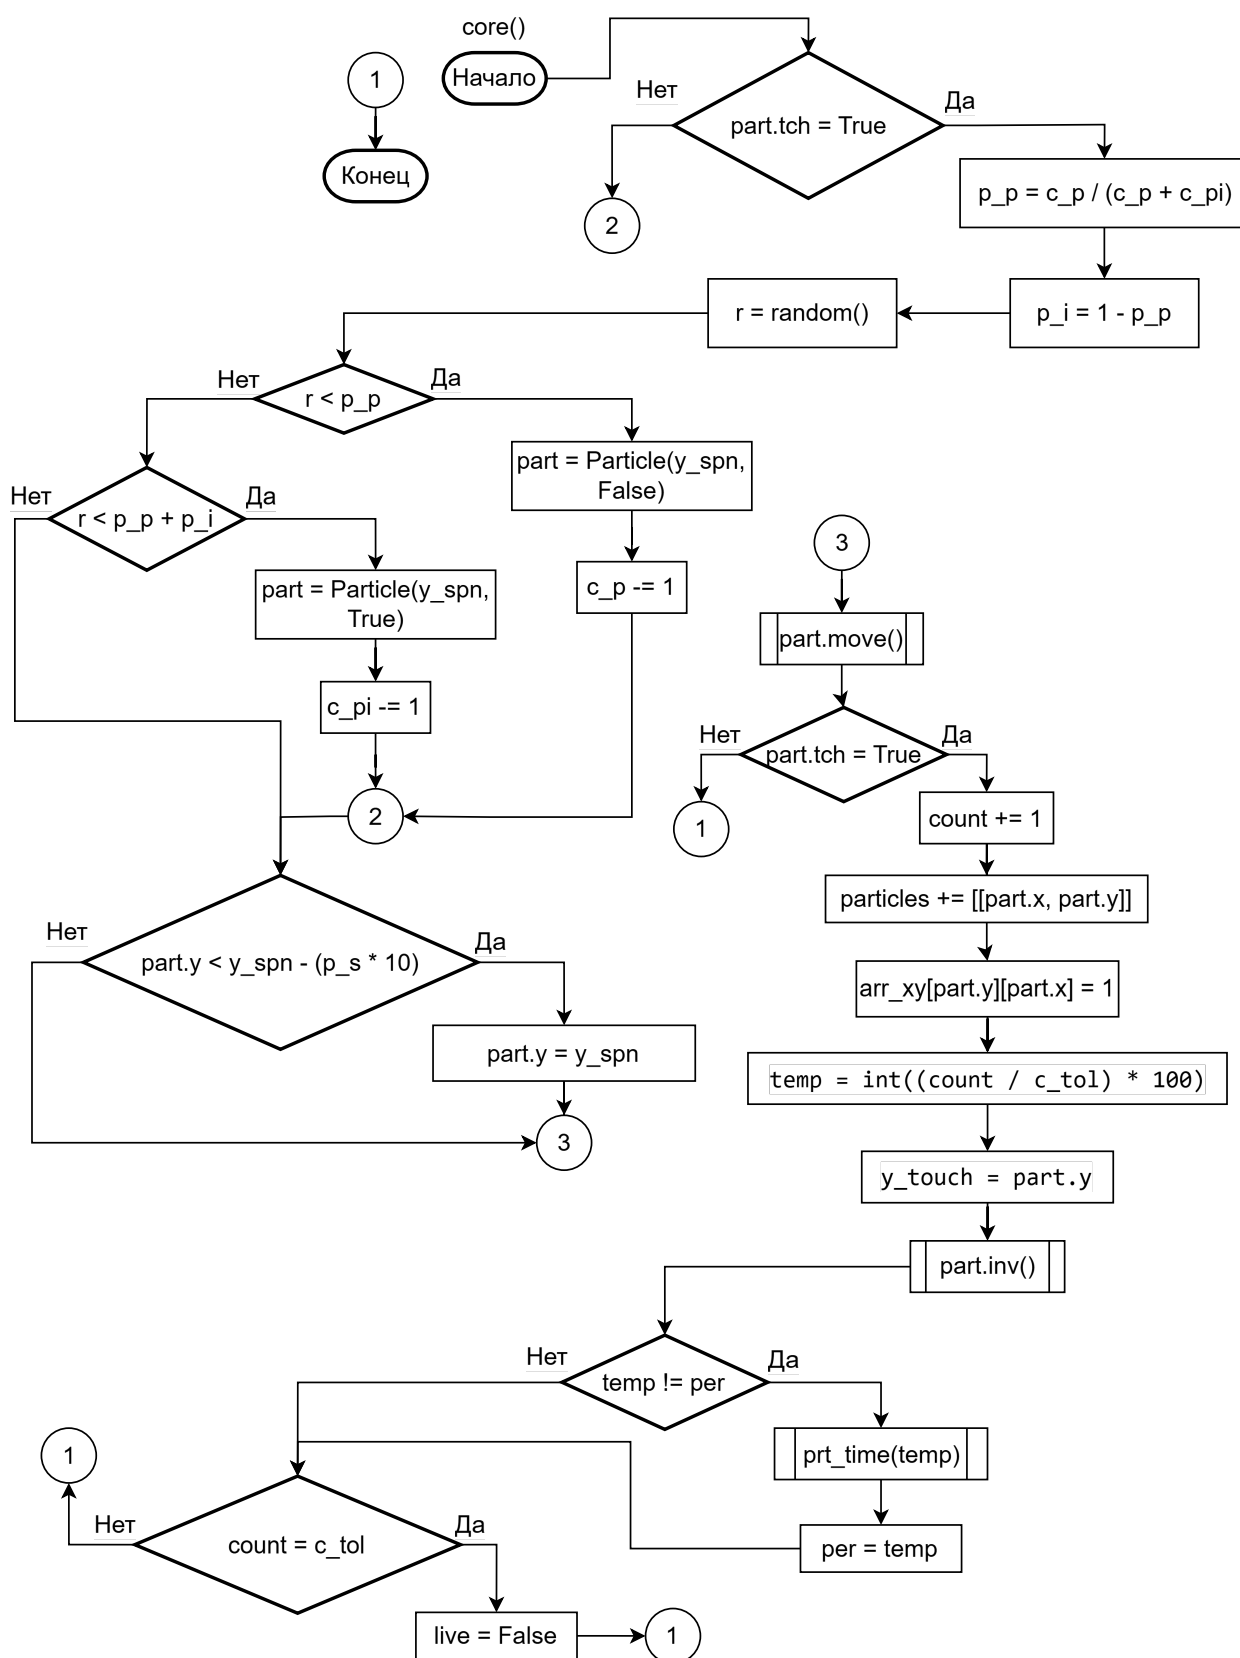 core()
Начало
1
Конец
Нет
part.tch = True
Да
2
p_p = c_p / (c_p + c_pi)
r = random()
p_i = 1 - p_p
Нет
r < p_p
Да
part = Particle(y_spn,
False)
c_p -= 1
Нет
r < p_p + p_i
Да
part = Particle(y_spn,
True)
c_pi -= 1
2
Нет
part.y < y_spn - (p_s * 10)
Да
part.y = y_spn
3
3
part.move()
Нет
part.tch = True
Да
1
count += 1
particles += [[part.x, part.y]]
arr_xy[part.y][part.x] = 1
temp = int((count / c_tol) * 100)
y_touch = part.y
part.inv()
Нет
temp != per
Да
prt_time(temp)
per = temp
1
Нет
count = c_tol
Да
live = False
1